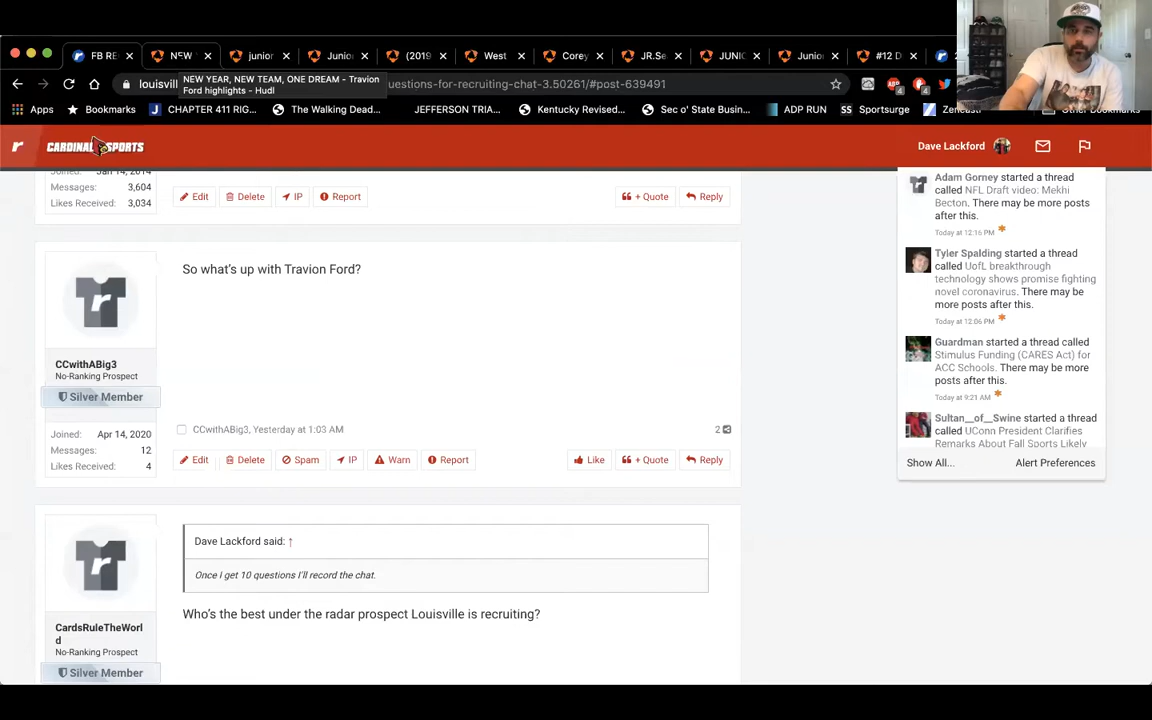 FB RE
NEW
junior
Junio
(2019
West
Corey
JR.Se
JUNIC
Junior
#12 D
louisvill
uestions-for-recruiting-chat-3.50261/#post-639491
NEW YEAR, NEW TEAM, ONE DREAM - Travion
Ford highlights - Hudl
Apps
Bookmarks
CHAPTER 411 RIG...
The Walking Dead...
JEFFERSON TRIA...
Kentucky Revised...
Sec o' State Busin...
ADP RUN
Sportsurge
Zencastr
Other Bookmarks
CARDINAL SPORTS
Dave Lackford
Joined: Jan 14, 2014
Messages: 3,604
Likes Received: 3,034
Edit Delete IP Report + Quote Reply
So what's up with Travion Ford?
CCwithABig3
No-Ranking Prospect
Silver Member
Joined: Apr 14, 2020
Messages: 12
Likes Received: 4
CCwithABig3, Yesterday at 1:03 AM
2
Edit Delete Spam IP Warn Report Like + Quote Reply
Dave Lackford said: ↑
Once I get 10 questions I'll record the chat.
Who's the best under the radar prospect Louisville is recruiting?
CardsRuleTheWorl
d
No-Ranking Prospect
Silver Member
Adam Gorney started a thread
called NFL Draft video: Mekhi
Becton. There may be more posts
after this.
Today at 12:16 PM
Tyler Spalding started a thread
called UofL breakthrough
technology shows promise fighting
novel coronavirus. There may be
more posts after this.
Today at 12:06 PM
Guardman started a thread called
Stimulus Funding (CARES Act) for
ACC Schools. There may be more
posts after this.
Today at 9:21 AM
Sultan__of__Swine started a thread
called UConn President Clarifies
Remarks About Fall Sports Likely
Show All...
Alert Preferences